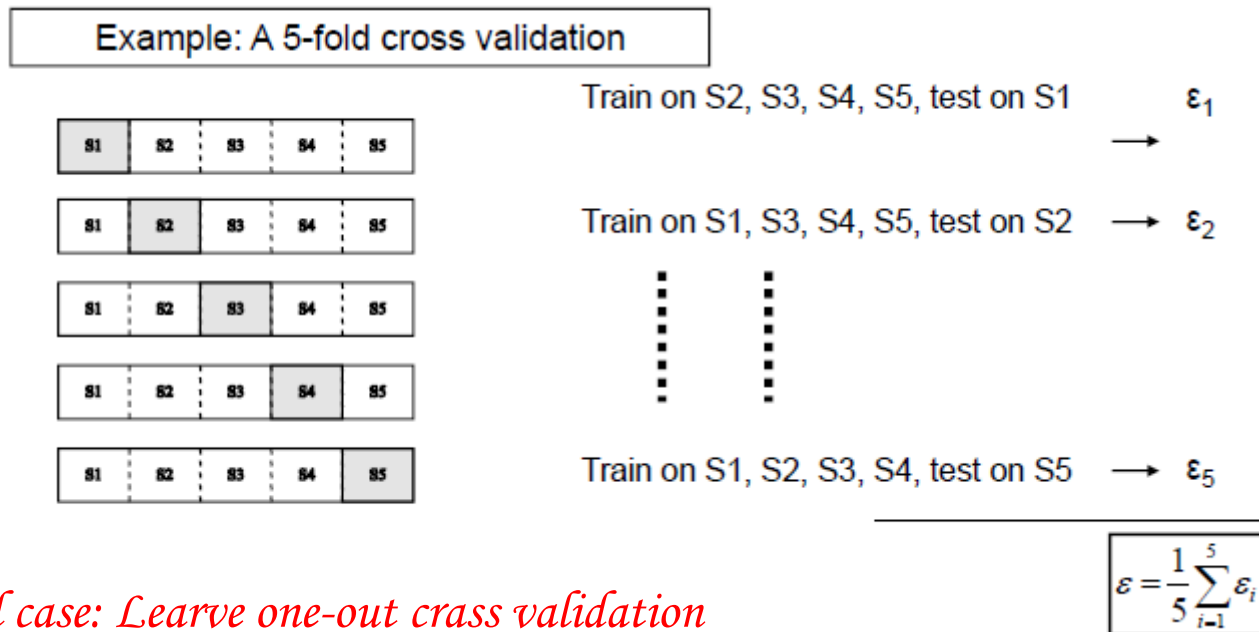 Example: A 5-fold cross validation
Train on S2, S3, S4, S5, test on S1 → ε₁
S1 S2 S3 S4 S5
Train on S1, S3, S4, S5, test on S2 → ε₂
S1 S2 S3 S4 S5
S1 S2 S3 S4 S5
S1 S2 S3 S4 S5
Train on S1, S2, S3, S4, test on S5 → ε₅
S1 S2 S3 S4 S5
ε = 1/5 ∑_{i=1}^{5} ε_i
l case: Learve one-out crass validation